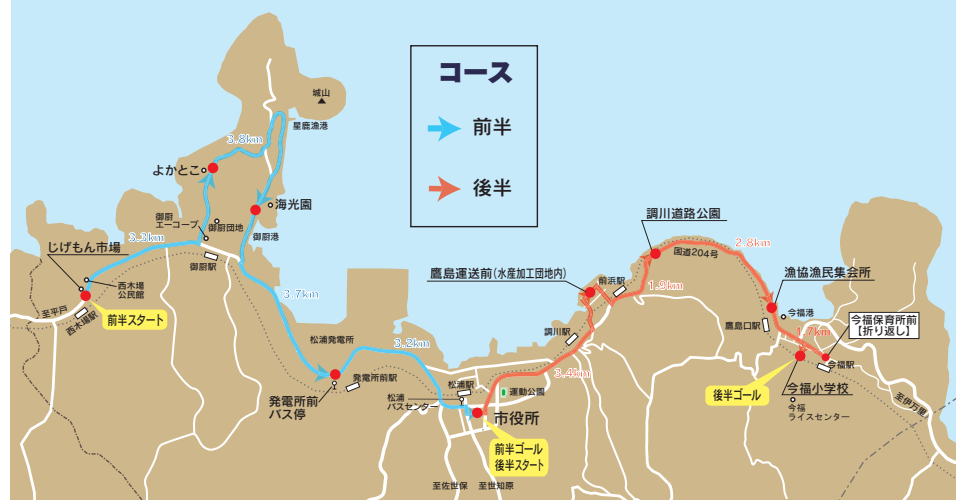 コース
前半
後半
城山
星鹿漁港
3.8km
よかとこ
海光園
御厨
エーコープ
御厨団地
御厨港
3.3km
じげもん市場
御厨駅
西木場
公民館
至平戸
西木場駅
前半スタート
3.7km
松浦発電所
3.2km
発電所前駅
発電所前
バス停
松浦駅
松浦
バスセンター
運動公園
市役所
前半ゴール
後半スタート
至佐世保
至世知原
3.4km
調川駅
鷹島運送前(水産加工団地内)
前浜駅
1.9km
調川道路公園
国道204号
2.8km
漁協漁民集会所
今福港
鷹島口駅
1.7km
今福保育所前
【折り返し】
今福駅
後半ゴール
今福小学校
今福
ライスセンター
至伊万里